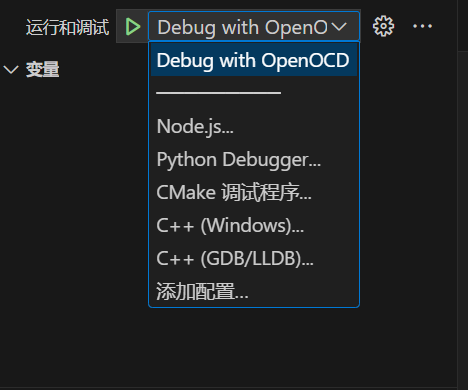 运行和调试 Debug with OpenO
Debug with OpenOCD
变量
Node.js...
Python Debugger...
CMake 调试程序...
C++ (Windows)...
C++ (GDB/LLDB)...
添加配置...